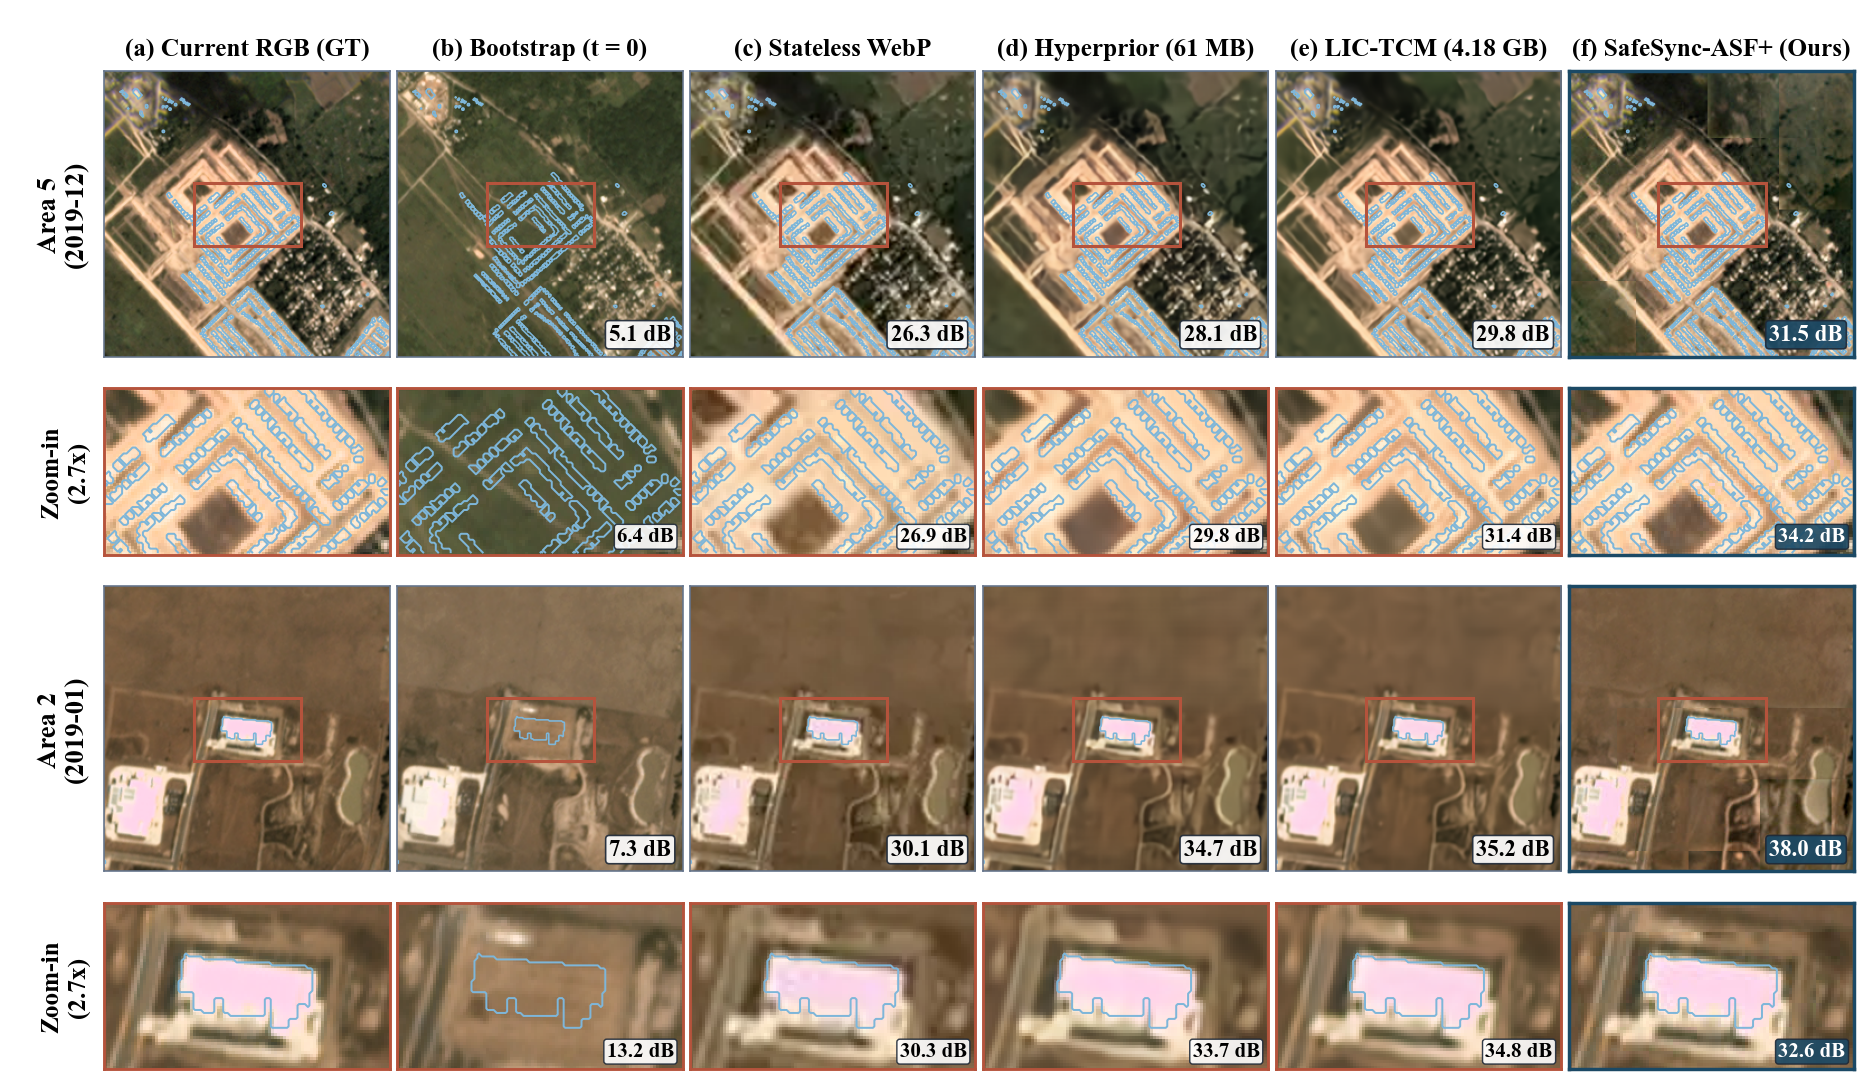 (a) Current RGB (GT)
(b) Bootstrap (t = 0)
(c) Stateless WebP
(d) Hyperprior (61 MB)
(e) LIC-TCM (4.18 GB)
(f) SafeSync-ASF+ (Ours)
Area 5
(2019-12)
5.1 dB
26.3 dB
28.1 dB
29.8 dB
31.5 dB
Zoom-in
(2.7x)
6.4 dB
26.9 dB
29.8 dB
31.4 dB
34.2 dB
Area 2
(2019-01)
7.3 dB
30.1 dB
34.7 dB
35.2 dB
38.0 dB
Zoom-in
(2.7x)
13.2 dB
30.3 dB
33.7 dB
34.8 dB
32.6 dB